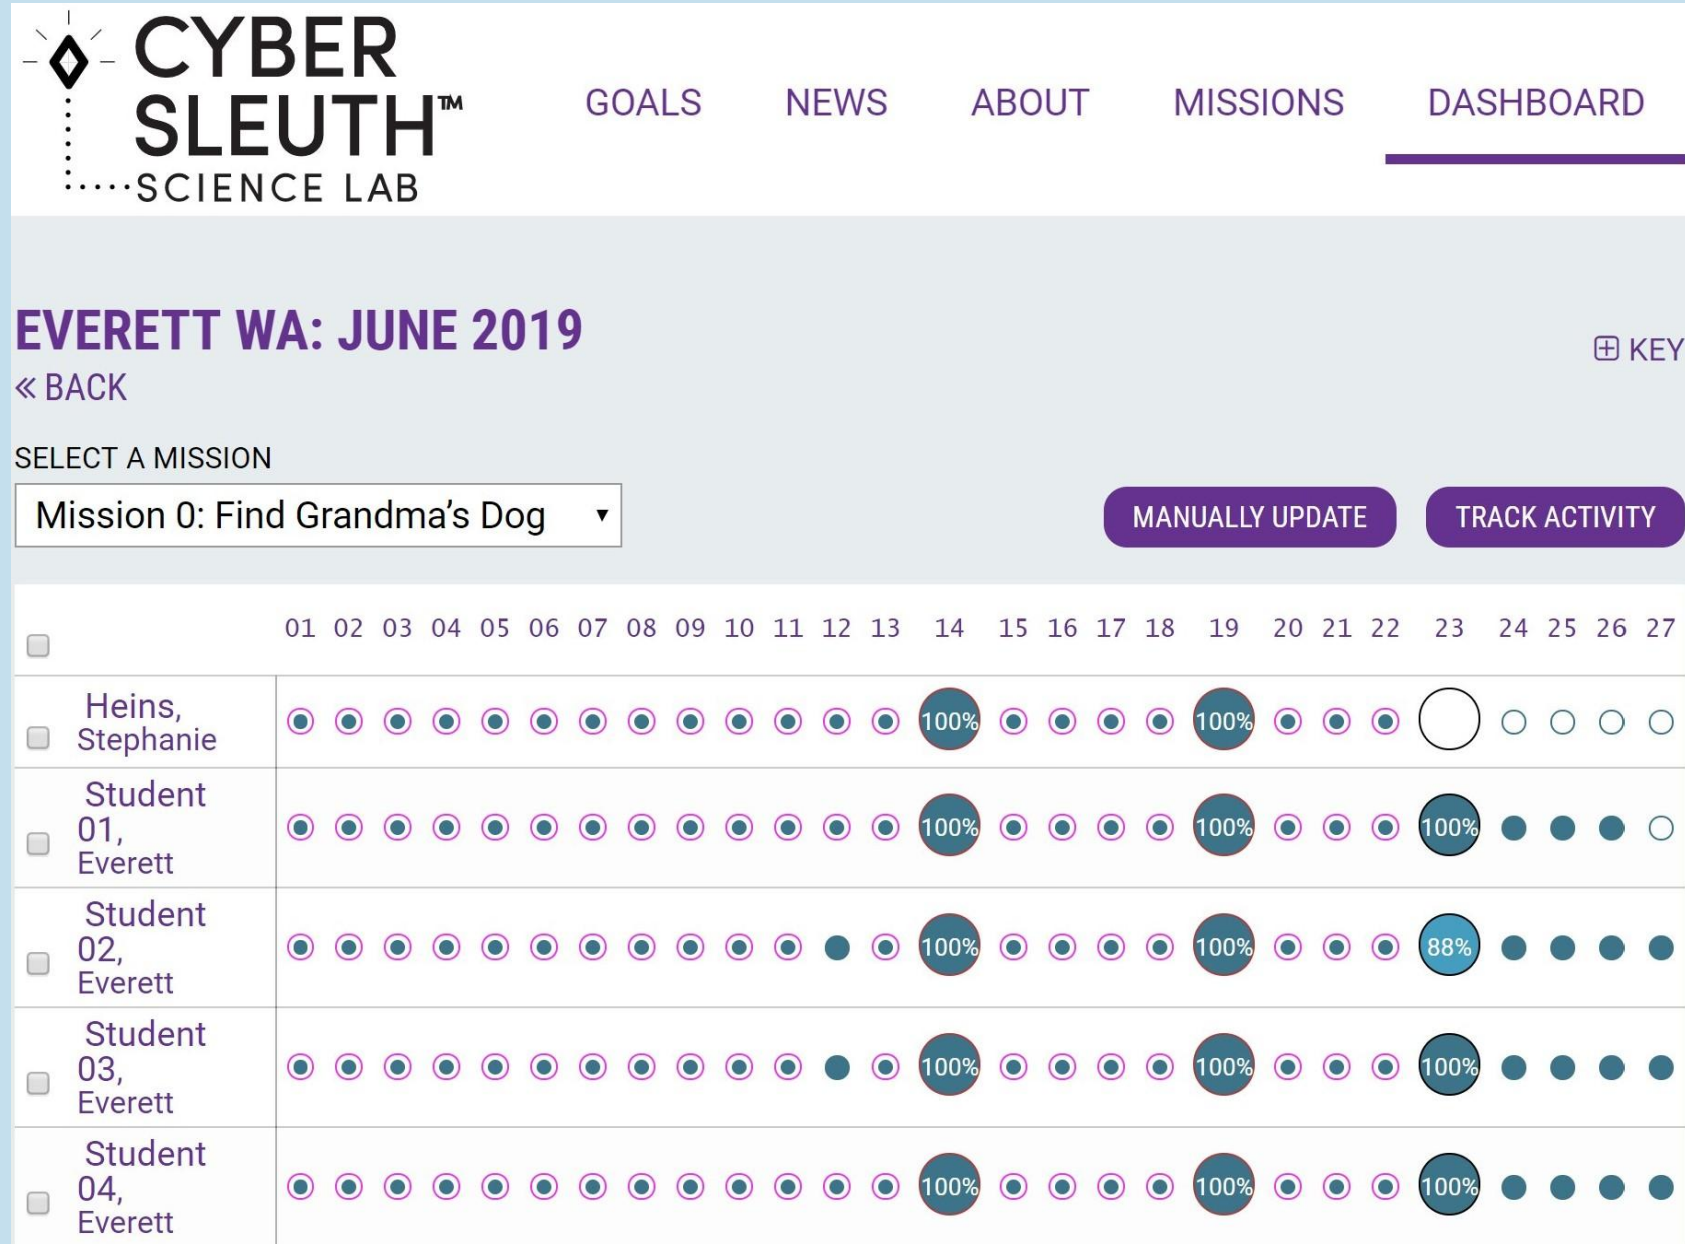 CYBER
SLEUTH™
SCIENCE LAB
GOALS NEWS ABOUT MISSIONS DASHBOARD
EVERETT WA: JUNE 2019
KEY
« BACK
SELECT A MISSION
Mission 0: Find Grandma's Dog
MANUALLY UPDATE TRACK ACTIVITY
01 02 03 04 05 06 07 08 09 10 11 12 13 14 15 16 17 18 19 20 21 22 23 24 25 26 27
Heins,
Stephanie
100% 100%
Student
01,
Everett
100% 100% 100%
Student
02,
Everett
100% 100% 88%
Student
03,
Everett
100% 100% 100%
Student
04,
Everett
100% 100% 100%